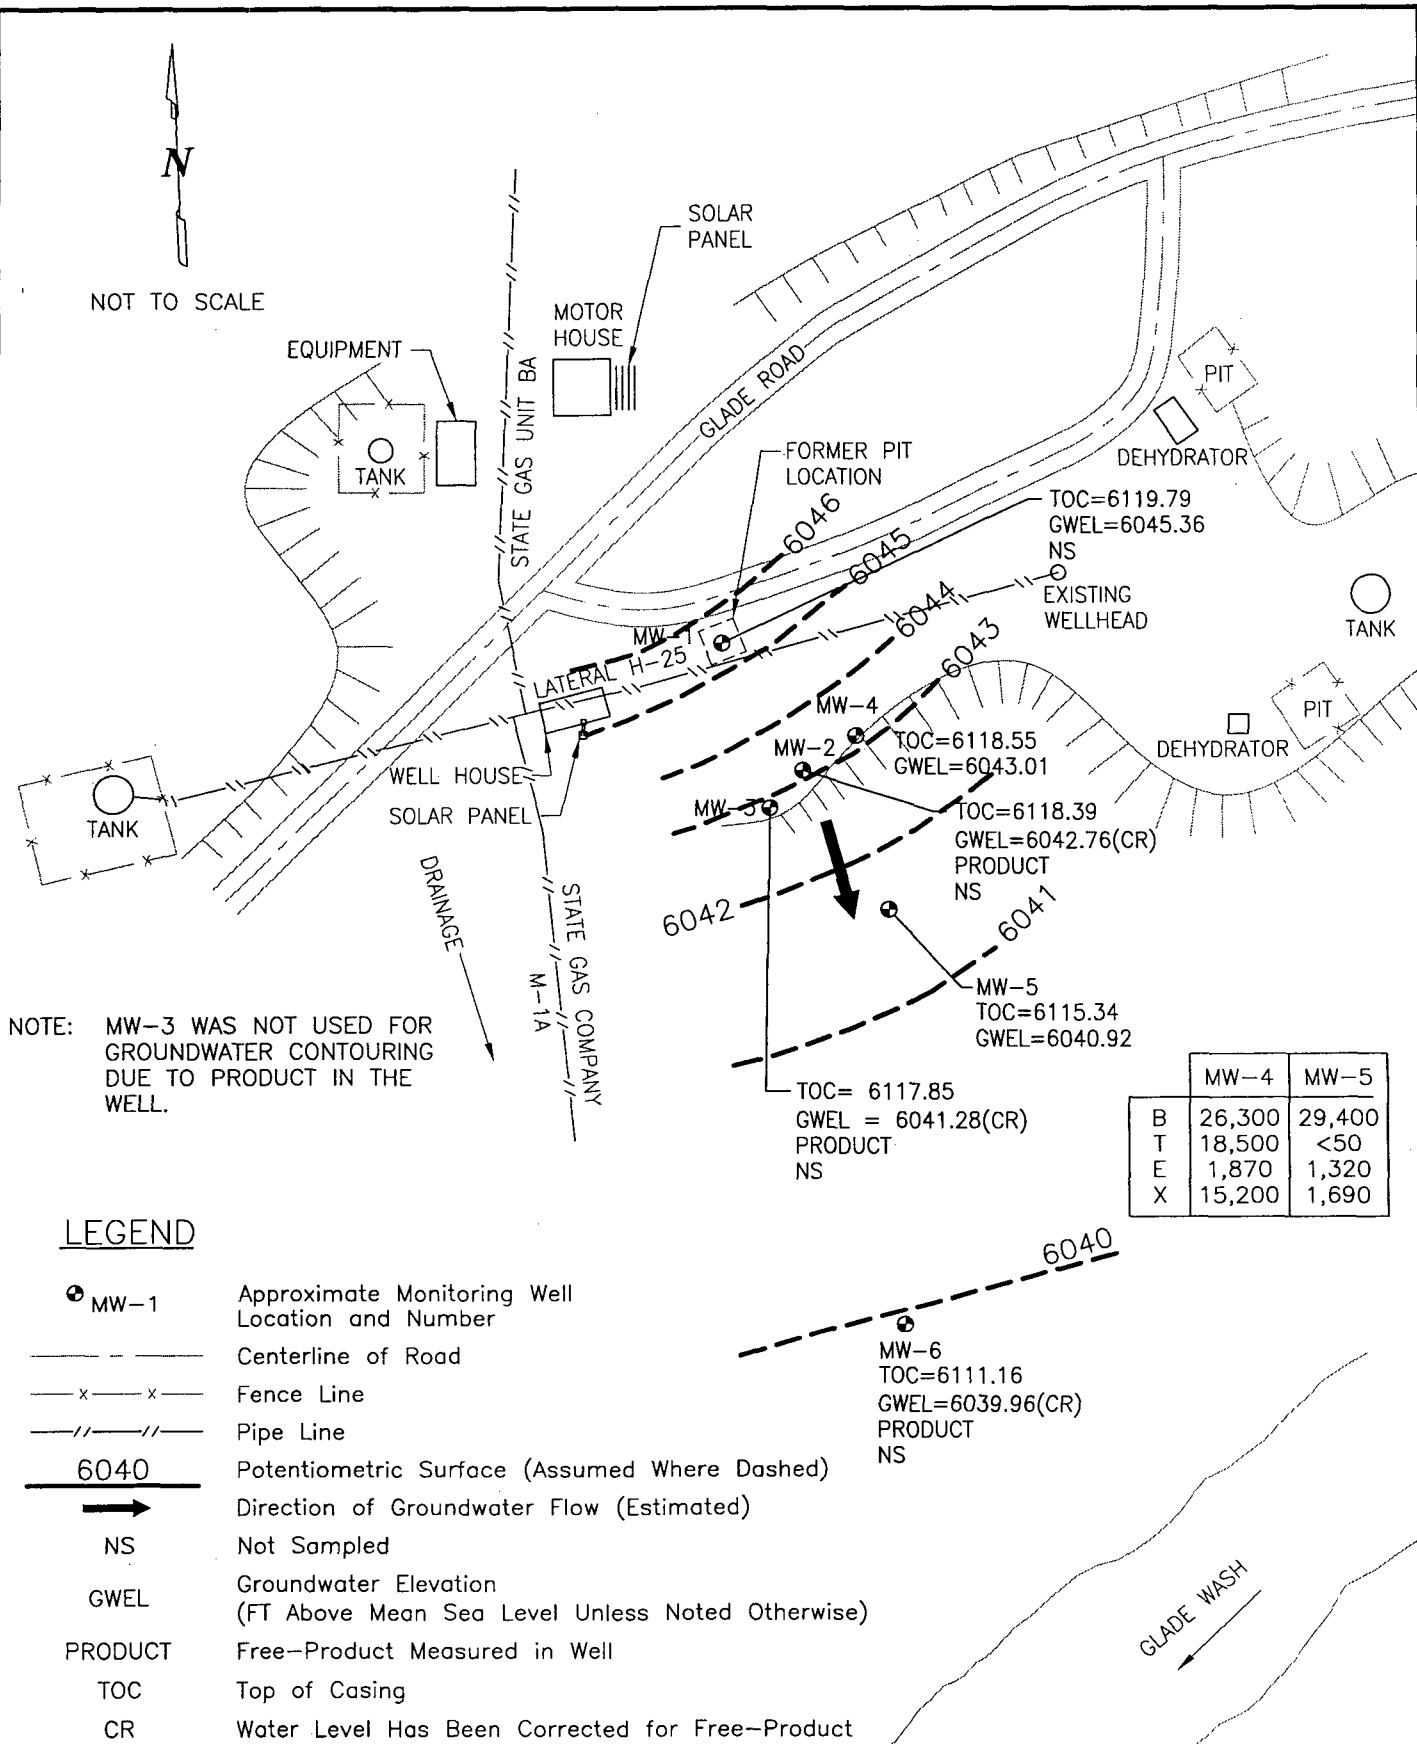 N
NOT TO SCALE
SOLAR
PANEL
MOTOR
HOUSE
EQUIPMENT
TANK
STATE GAS UNIT BA
GLADE ROAD
PIT
DEHYDRATOR
FORMER PIT
LOCATION
6046
6045
6044
6043
TOC=6119.79
GWEL=6045.36
NS
EXISTING
WELLHEAD
TANK
MW-1
LATERAL H-25
MW-4
TOC=6118.55
GWEL=6043.01
MW-2
TOC=6118.39
GWEL=6042.76(CR)
PRODUCT
NS
PIT
DEHYDRATOR
WELL HOUSE
SOLAR PANEL
TANK
MW-3
DRAINAGE
STATE GAS COMPANY
M-1A
6042
6041
MW-5
TOC=6115.34
GWEL=6040.92
NOTE: MW-3 WAS NOT USED FOR
GROUNDWATER CONTOURING
DUE TO PRODUCT IN THE
WELL.
TOC= 6117.85
GWEL = 6041.28(CR)
PRODUCT
NS
MW-4 MW-5
B 26,300 29,400
T 18,500 <50
E 1,870 1,320
X 15,200 1,690
6040
MW-6
TOC=6111.16
GWEL=6039.96(CR)
PRODUCT
NS
GLADE WASH
LEGEND
MW-1 Approximate Monitoring Well
Location and Number
Centerline of Road
Fence Line
Pipe Line
6040 Potentiometric Surface (Assumed Where Dashed)
Direction of Groundwater Flow (Estimated)
NS Not Sampled
GWEL Groundwater Elevation
(FT Above Mean Sea Level Unless Noted Otherwise)
PRODUCT Free-Product Measured in Well
TOC Top of Casing
CR Water Level Has Been Corrected for Free-Product